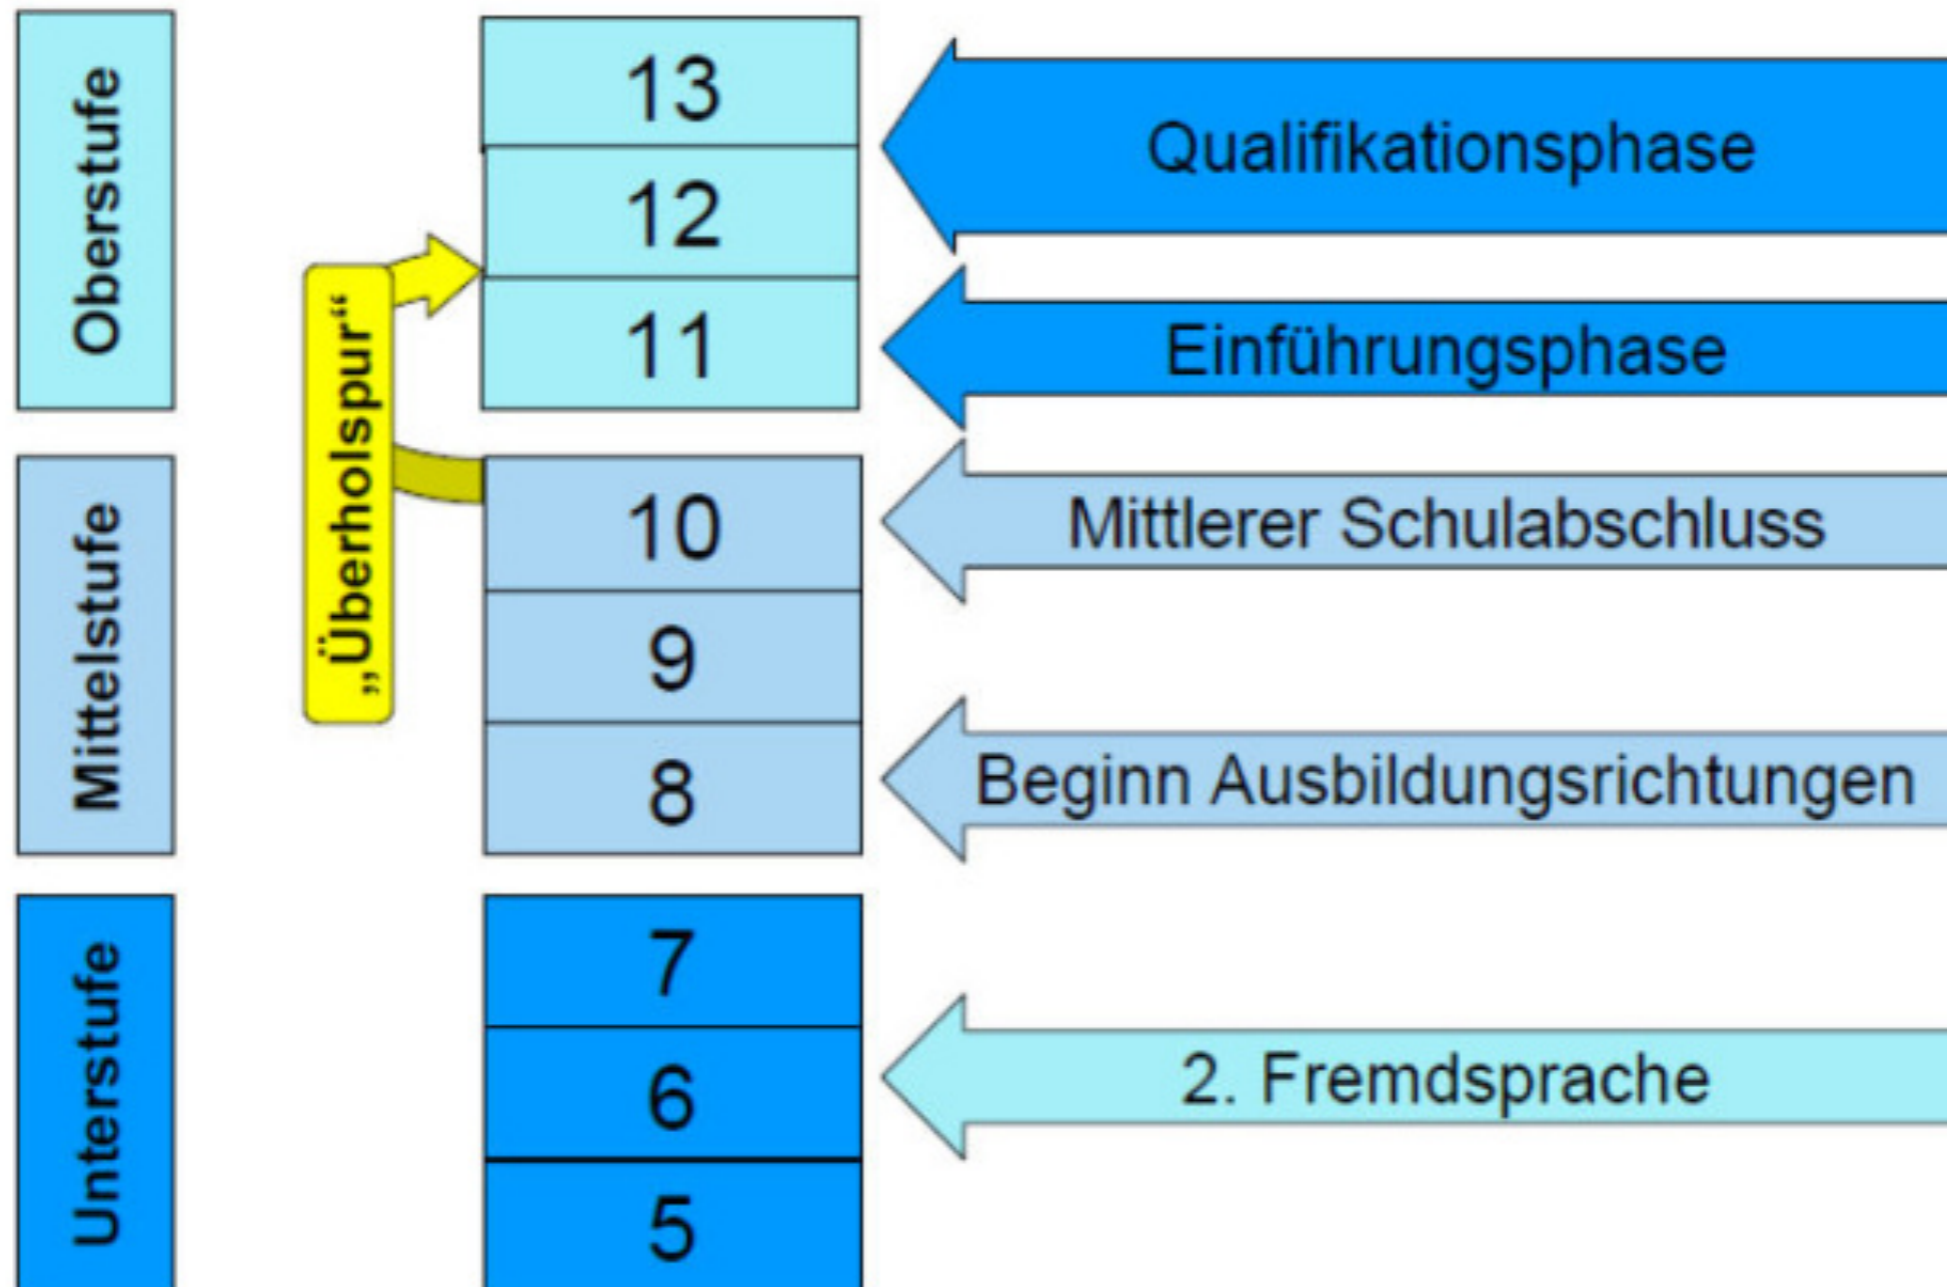 Oberstufe
13
12
11
Qualifikationsphase
Einführungsphase
„Überholspur“
Mittelstufe
10
9
8
Mittlerer Schulabschluss
Beginn Ausbildungsrichtungen
Unterstufe
7
6
5
2. Fremdsprache